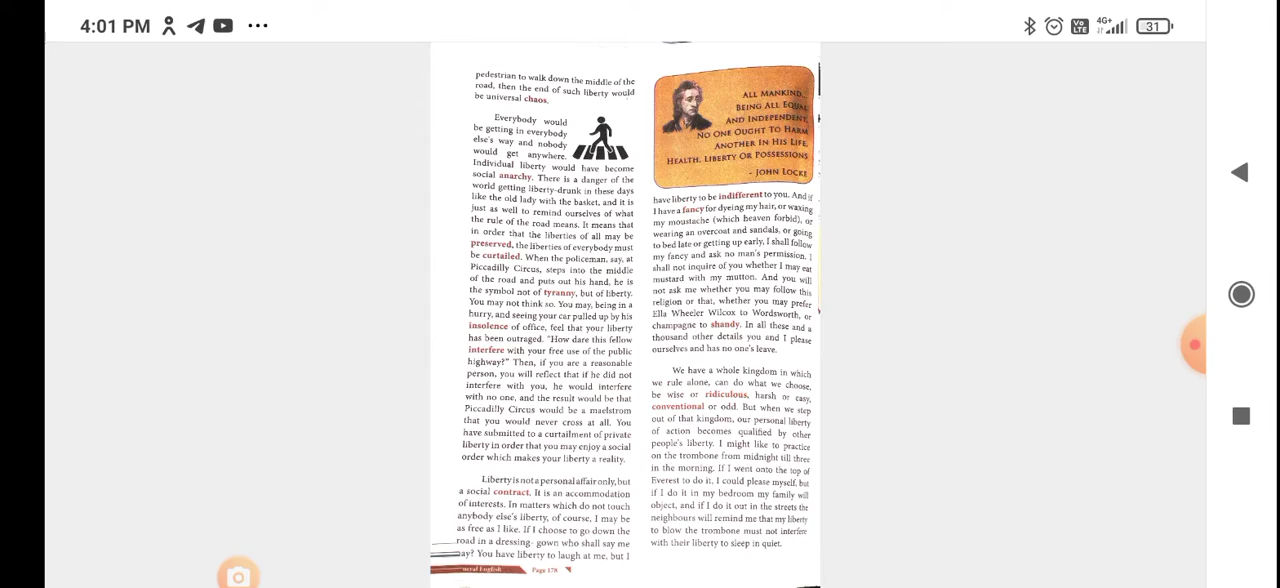 4:01 PM
4G+
Vo
LTE
31
pedestrian to walk down the middle of the
road, then the end of such liberty would
be universal chaos.
Everybody would
be getting in everybody
else's way and nobody
would get anywhere.
Individual liberty would have become
social anarchy. There is a danger of the
world getting liberty-drunk in these days
like the old lady with the basket, and it is
just as well to remind ourselves of what
the rule of the road means. It means that
in order that the liberties of all may be
preserved, the liberties of everybody must
be curtailed. When the policeman, say, at
Piccadilly Circus, steps into the middle
of the road and puts out his hand, he is
the symbol not of tyranny, but of liberty.
You may not think so. You may, being in a
hurry, and seeing your car pulled up by his
insolence of office, feel that your liberty
has been outraged. "How dare this fellow
interfere with your free use of the public
highway?" Then, if you are a reasonable
person, you will reflect that if he did not
interfere with you, he would interfere
with no one, and the result would be that
Piccadilly Circus would be a maelstrom
that you would never cross at all. You
have submitted to a curtailment of private
liberty in order that you may enjoy a social
order which makes your liberty a reality.
Liberty is not a personal affair only, but
a social contract. It is an accommodation
of interests. In matters which do not touch
anybody else's liberty, of course, I may be
as free as I like. If I choose to go down the
road in a dressing- gown who shall say me
ay? You have liberty to laugh at me, but I
neral English Page 178
ALL MANKIND...
BEING ALL EQUAL
AND INDEPENDENT,
NO ONE OUGHT TO HARM
ANOTHER IN HIS LIFE,
HEALTH, LIBERTY OR POSSESSIONS
- JOHN LOCKE
have liberty to be indifferent to you. And if
I have a fancy for dyeing my hair, or waxing
my moustache (which heaven forbid), or
wearing an overcoat and sandals, or going
to bed late or getting up early, I shall follow
my fancy and ask no man's permission. I
shall not inquire of you whether I may eat
mustard with my mutton. And you will
not ask me whether you may follow this
religion or that, whether you may prefer
Ella Wheeler Wilcox to Wordsworth, or
champagne to shandy. In all these and a
thousand other details you and I please
ourselves and has no one's leave.
We have a whole kingdom in which
we rule alone, can do what we choose,
be wise or ridiculous, harsh or easy,
conventional or odd. But when we step
out of that kingdom, our personal liberty
of action becomes qualified by other
people's liberty. I might like to practice
on the trombone from midnight till three
in the morning. If I went onto the top of
Everest to do it, I could please myself, but
if I do it in my bedroom my family will
object, and if I do it out in the streets the
neighbours will remind me that my liberty
to blow the trombone must not interfere
with their liberty to sleep in quiet.